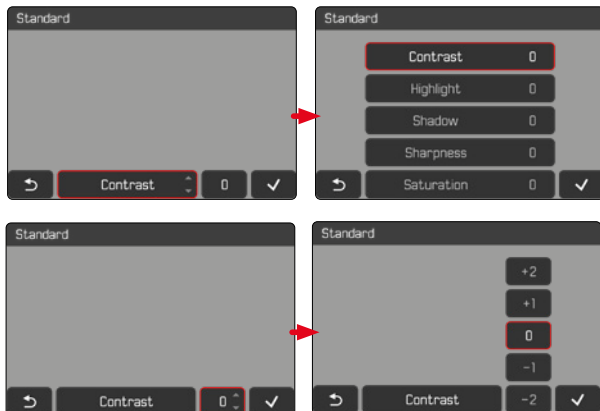 Standard
Contrast 0
Standard
Contrast 0
Highlight 0
Shadow 0
Sharpness 0
Saturation 0
Standard
Contrast 0
Standard
+2
+1
0
-1
Contrast -2